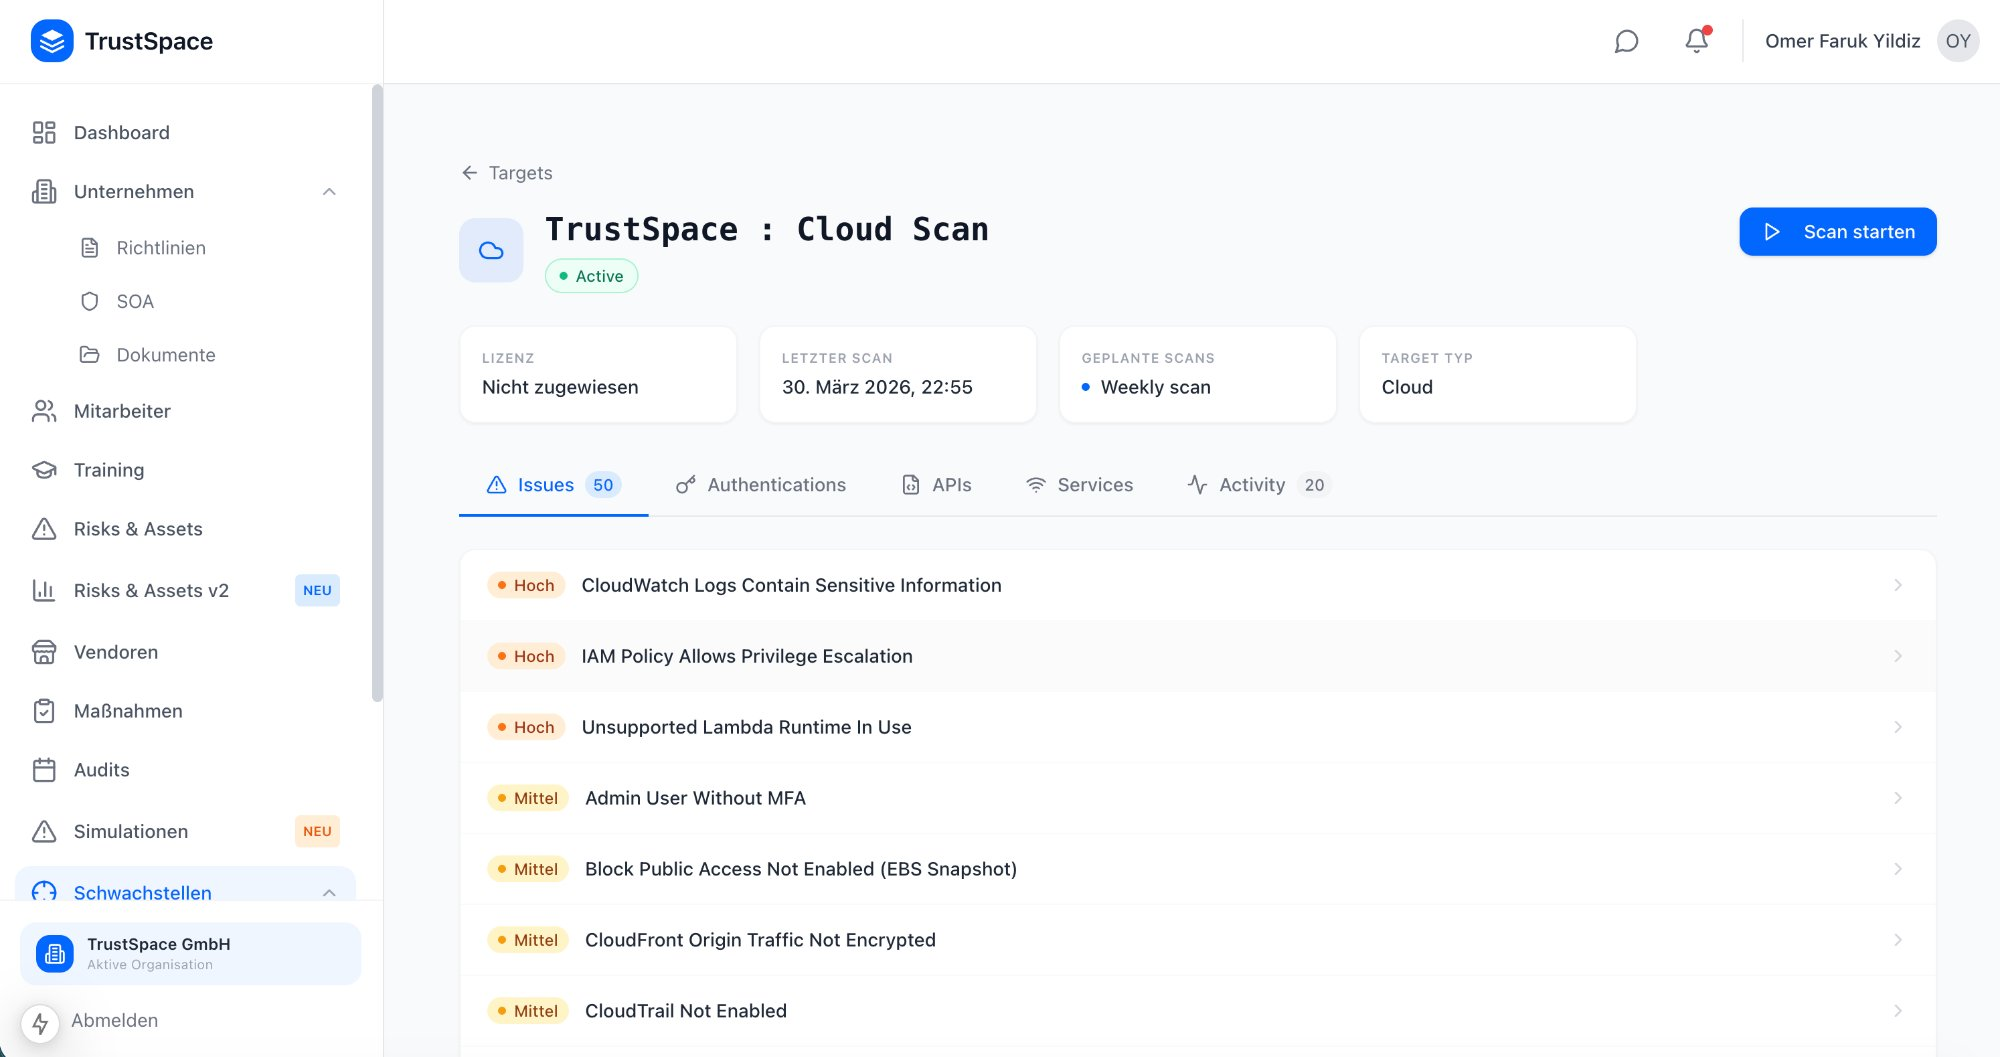 TrustSpace
Omer Faruk Yildiz
OY
Dashboard
Unternehmen
Richtlinien
SOA
Dokumente
Mitarbeiter
Training
Risks & Assets
Risks & Assets v2
NEU
Vendoren
Maßnahmen
Audits
Simulationen
NEU
Schwachstellen
TrustSpace GmbH
Aktive Organisation
Abmelden
Targets
TrustSpace : Cloud Scan
Active
Scan starten
LIZENZ
Nicht zugewiesen
LETZTER SCAN
30. März 2026, 22:55
GEPLANTE SCANS
Weekly scan
TARGET TYP
Cloud
Issues 50
Authentications
APIs
Services
Activity 20
Hoch CloudWatch Logs Contain Sensitive Information
Hoch IAM Policy Allows Privilege Escalation
Hoch Unsupported Lambda Runtime In Use
Mittel Admin User Without MFA
Mittel Block Public Access Not Enabled (EBS Snapshot)
Mittel CloudFront Origin Traffic Not Encrypted
Mittel CloudTrail Not Enabled